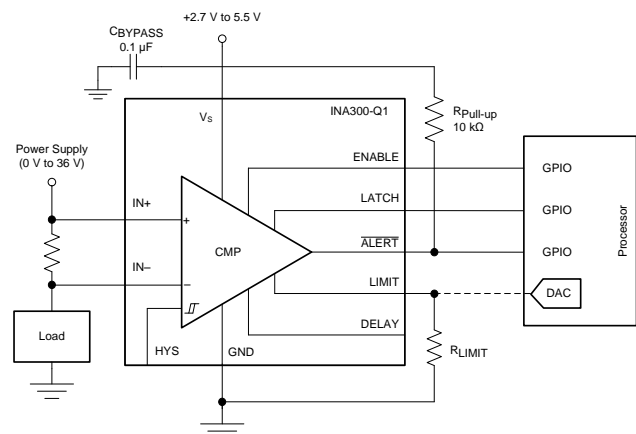 +2.7 V to 5.5 V
CBYPASS
0.1 µF
INA300-Q1
VS
RPull-up
10 kΩ
Power Supply
(0 V to 36 V)
ENABLE
GPIO
IN+
LATCH
GPIO
+
CMP
ALERT
GPIO
Processor
IN–
–
LIMIT
DAC
Load
DELAY
HYS
GND
RLIMIT